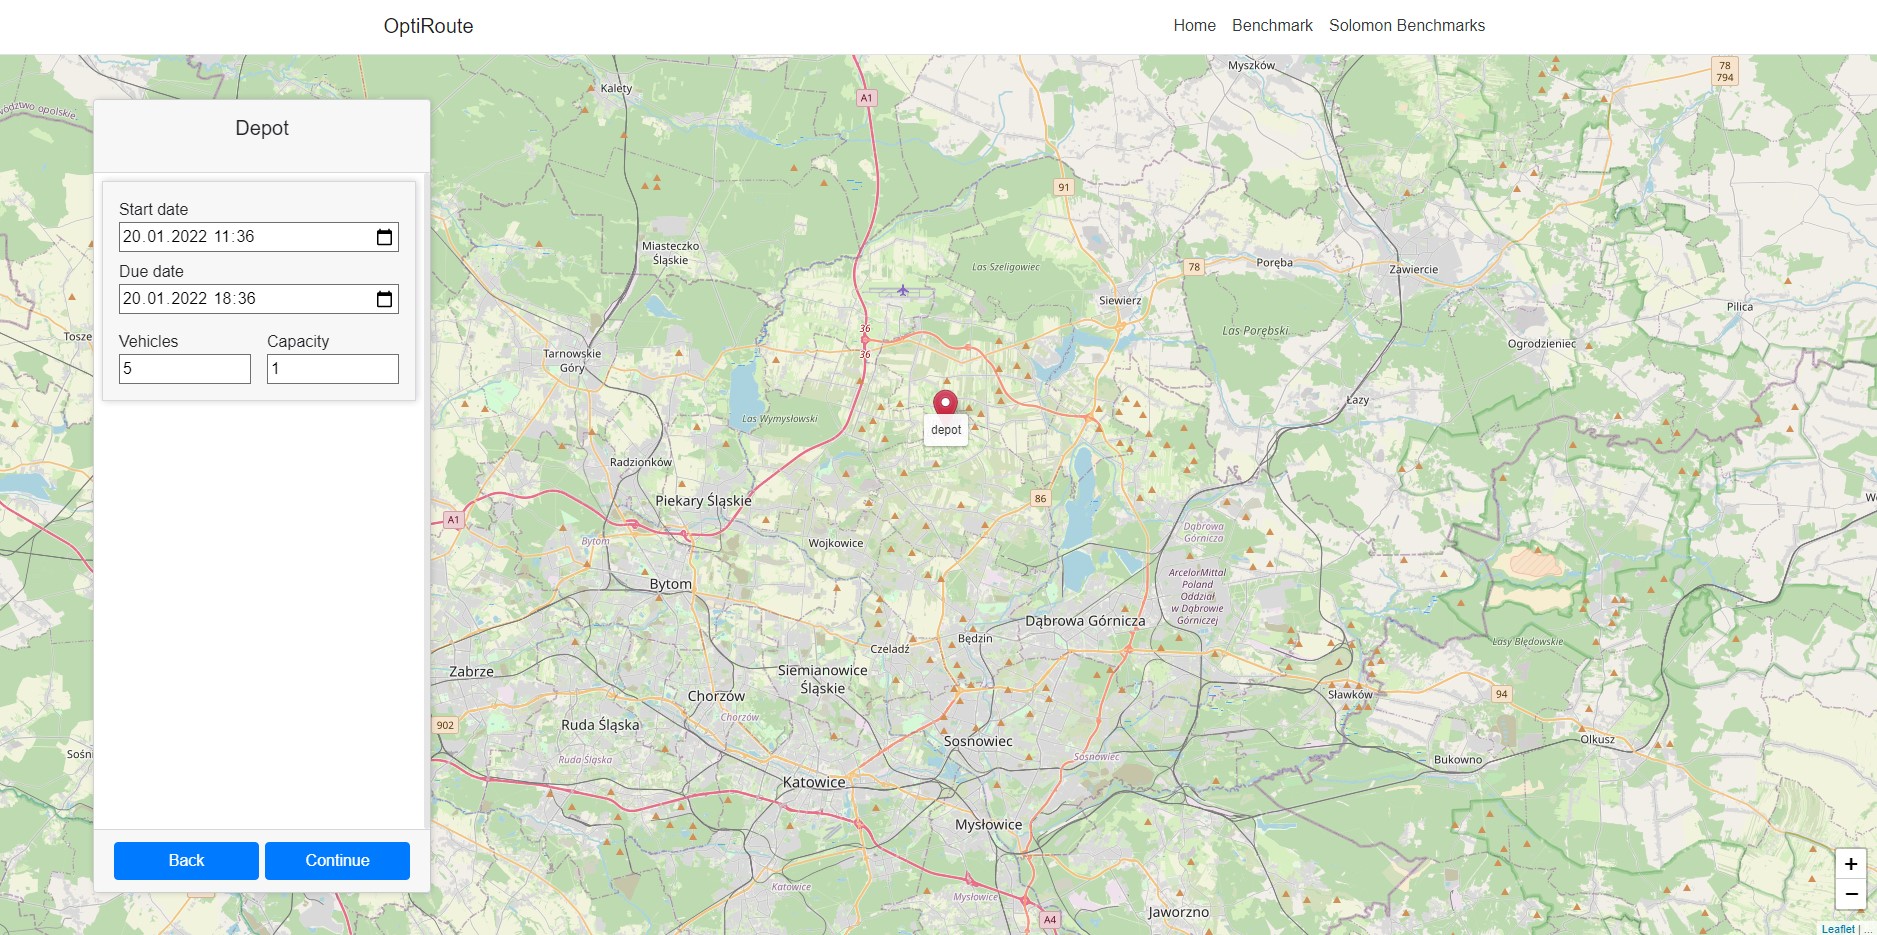 OptiRoute
Home Benchmark Solomon Benchmarks
Depot
Start date
20.01.2022 11:36
Due date
20.01.2022 18:36
Vehicles Capacity
5 1
Back Continue
Kalety
Myszków
78
794
A1
91
Miasteczko
Śląskie
Las Szeligowiec
78
Poręba
Zawiercie
Siewierz
Pilica
36
36
Las Porębski
Ogrodzieniec
Tarnowskie
Góry
Łazy
Las Wymysłowski
depot
Radzionków
Piekary Śląskie
86
A1
Bytom
Wojkowice
Dąbrowa
Górnicza
Bytom
ArcelorMittal
Poland
Oddział
w Dąbrowie
Górniczej
Dąbrowa Górnicza
Będzin
Czeladź
Lasy Błędowskie
Zabrze
Siemianowice
Śląskie
Chorzów
Chorzów
Sławków
94
902
Ruda Śląska
Ruda Śląska
Sosnowiec
Sosnowiec
Olkusz
Bukowno
Katowice
Mysłowice
Katowice
Mysłowice
A4
Jaworzno
+
−
Leaflet | ...